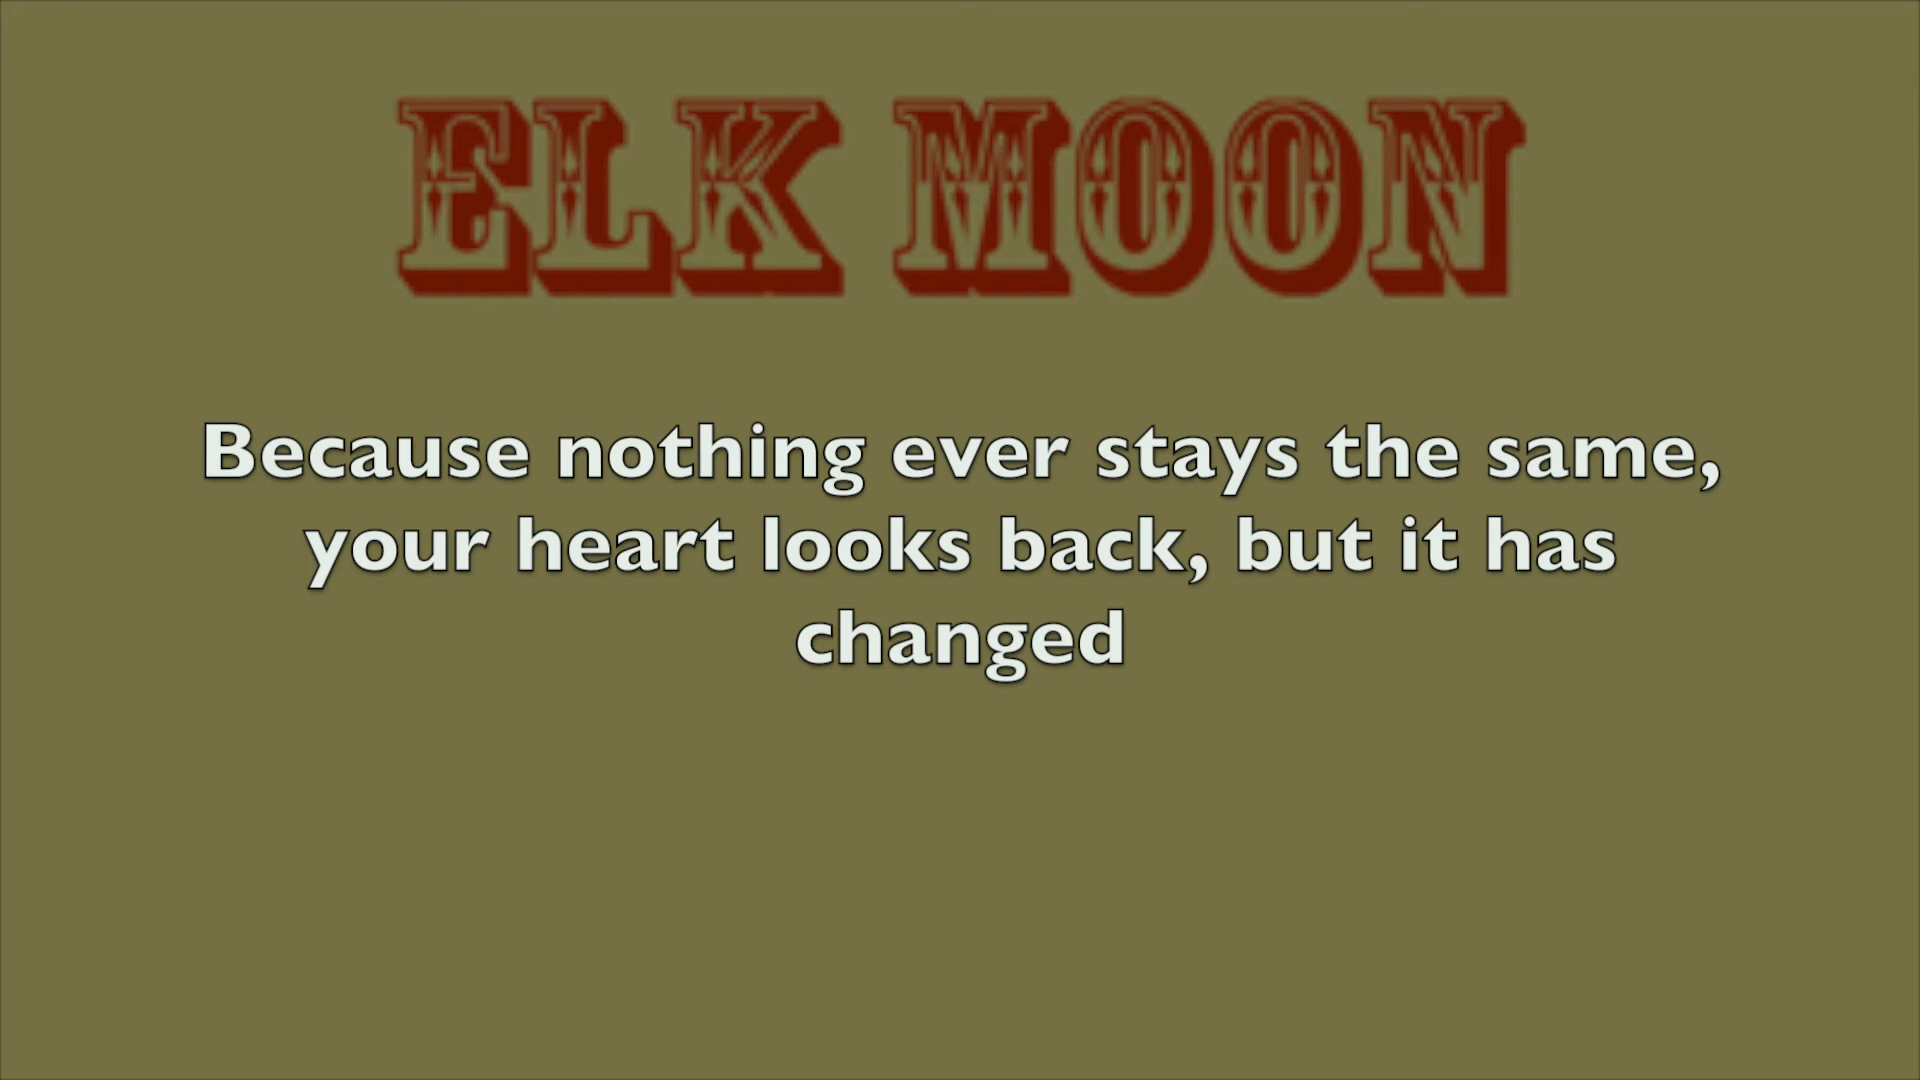 ELK MOON
Because nothing ever stays the same,
your heart looks back, but it has
changed